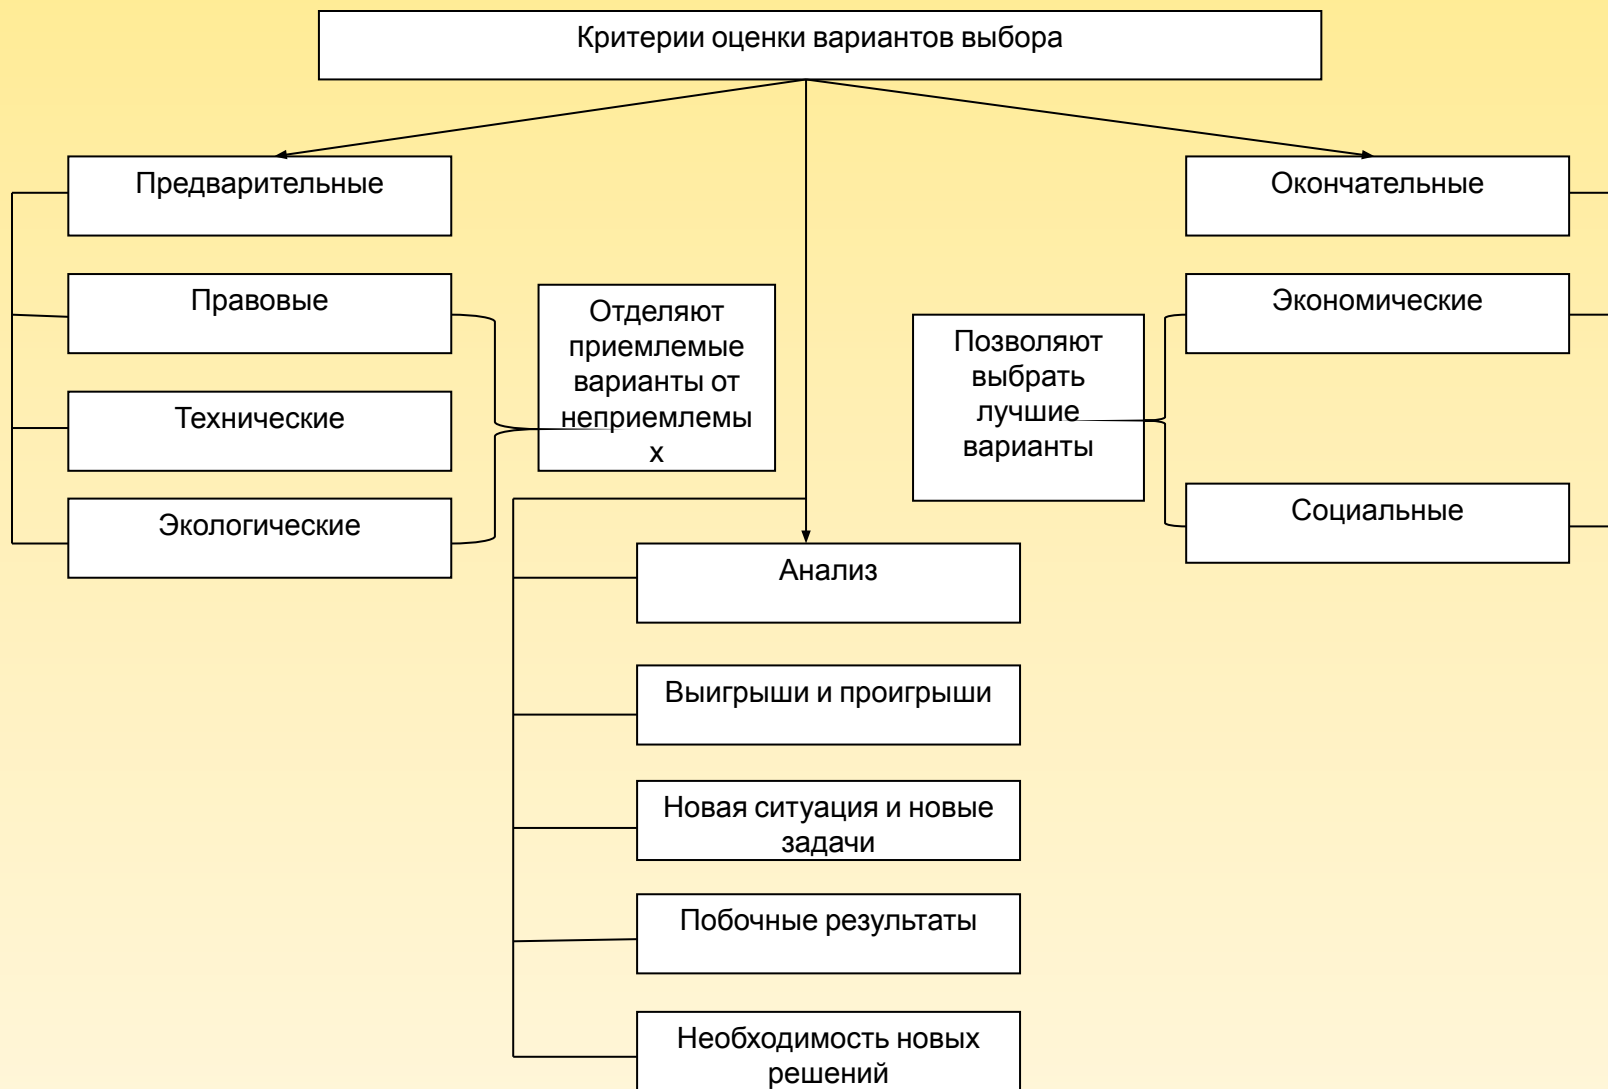 Критерии оценки вариантов выбора
Предварительные
Окончательные
Правовые
Технические
Экологические
Отделяют
приемлемые
варианты от
неприемлемы
х
Позволяют
выбрать
лучшие
варианты
Экономические
Социальные
Анализ
Выигрыши и проигрыши
Новая ситуация и новые
задачи
Побочные результаты
Необходимость новых
решений